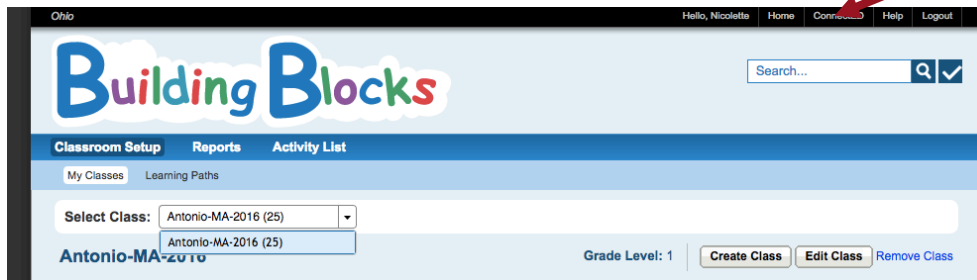 Ohio Hello, Nicolette Home ConnectED Help Logout
Building Blocks
Search...
Classroom Setup Reports Activity List
My Classes Learning Paths
Select Class: Antonio-MA-2016 (25)
Antonio-MA-2016 (25)
Antonio-MA-2016 Grade Level: 1 Create Class Edit Class Remove Class